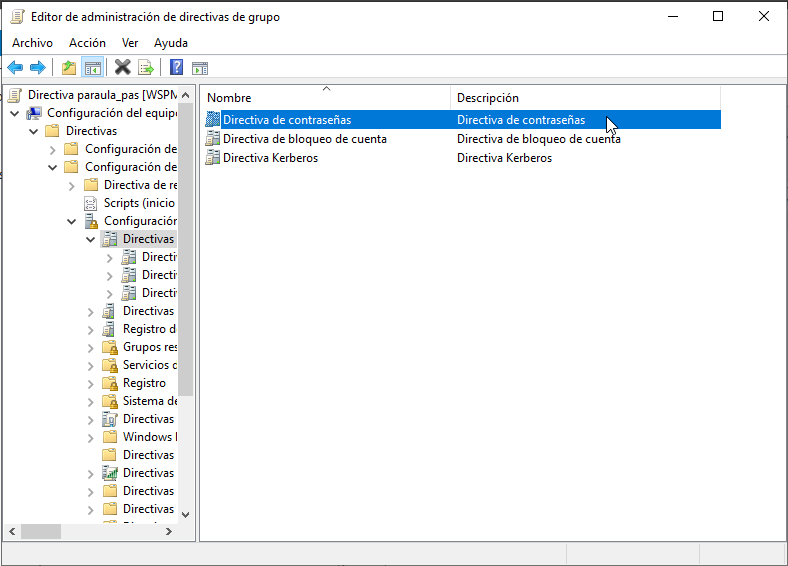 Editor de administración de directivas de grupo
Archivo Acción Ver Ayuda
Directiva paraula_pas [WSPM
Configuración del equipo
Directivas
Configuración de
Configuración de
Directiva de re
Scripts (inicio
Configuración
Directivas
Directi
Directi
Directi
Directivas
Registro de
Grupos res
Servicios d
Registro
Sistema de
Directivas
Windows
Directivas
Directivas
Directivas
Directivas
Nombre Descripción
Directiva de contraseñas Directiva de contraseñas
Directiva de bloqueo de cuenta Directiva de bloqueo de cuenta
Directiva Kerberos Directiva Kerberos